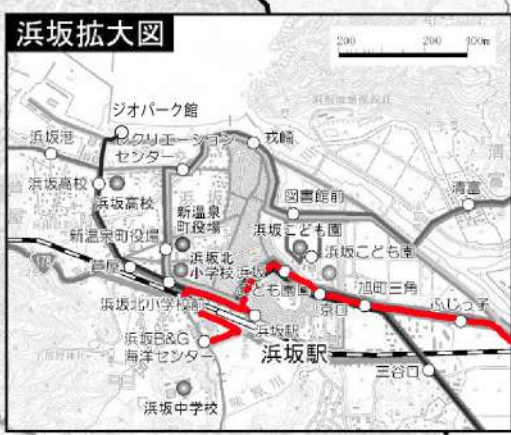 浜坂拡大図
200 200 400m
ジオパーク館
浜坂港
レクリエーション
センター
戎崎
浜坂高校
浜坂高校
図書館前
清富
清富
新温泉
町役場
浜坂こども園
新温泉町役場
浜坂こども園
芦屋
浜坂北
小学校
浜坂
こども園口
178
浜坂北小学校前
京口
旭町三角
ふじっ子
浜坂駅
浜坂B&G
海洋センター
浜坂駅
三谷口
浜坂中学校
味原川